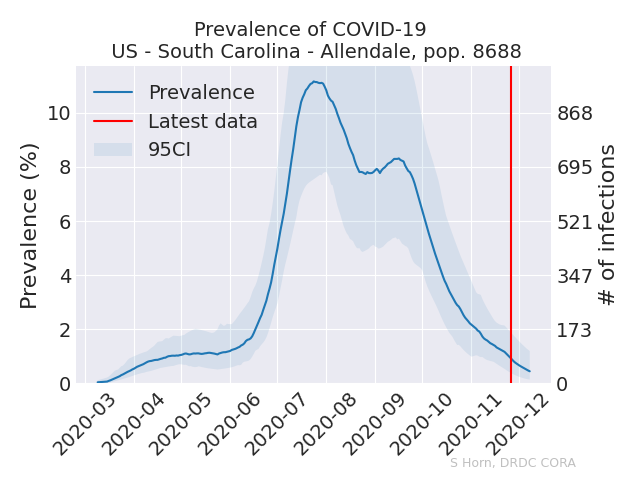 Prevalence of COVID-19
US - South Carolina - Allendale, pop. 8688
Prevalence
Latest data
95CI
Prevalence (%)
10
8
6
4
2
0
868
695
521
347
173
0
# of infections
2020-03
2020-04
2020-05
2020-06
2020-07
2020-08
2020-09
2020-10
2020-11
2020-12
S Horn, DRDC CORA